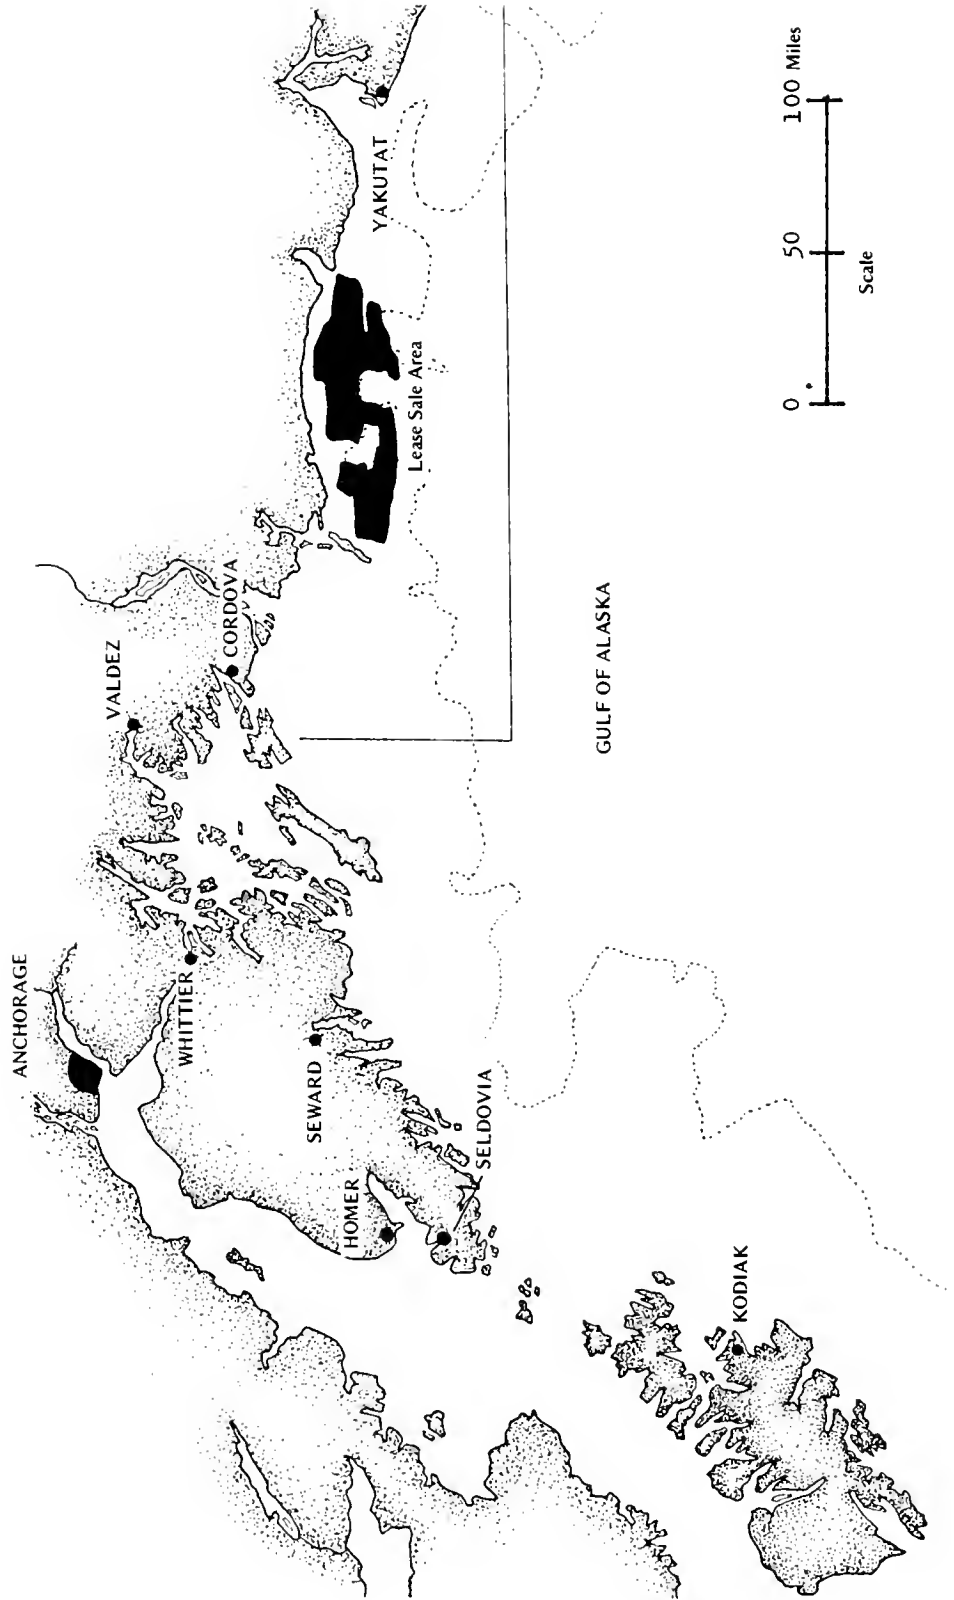 ANCHORAGE
VALDEZ
WHITTIER
CORDOVA
YAKUTAT
SEWARD
HOMER
SELDOVIA
Lease Sale Area
GULF OF ALASKA
KODIAK
0 50 100 Miles
Scale